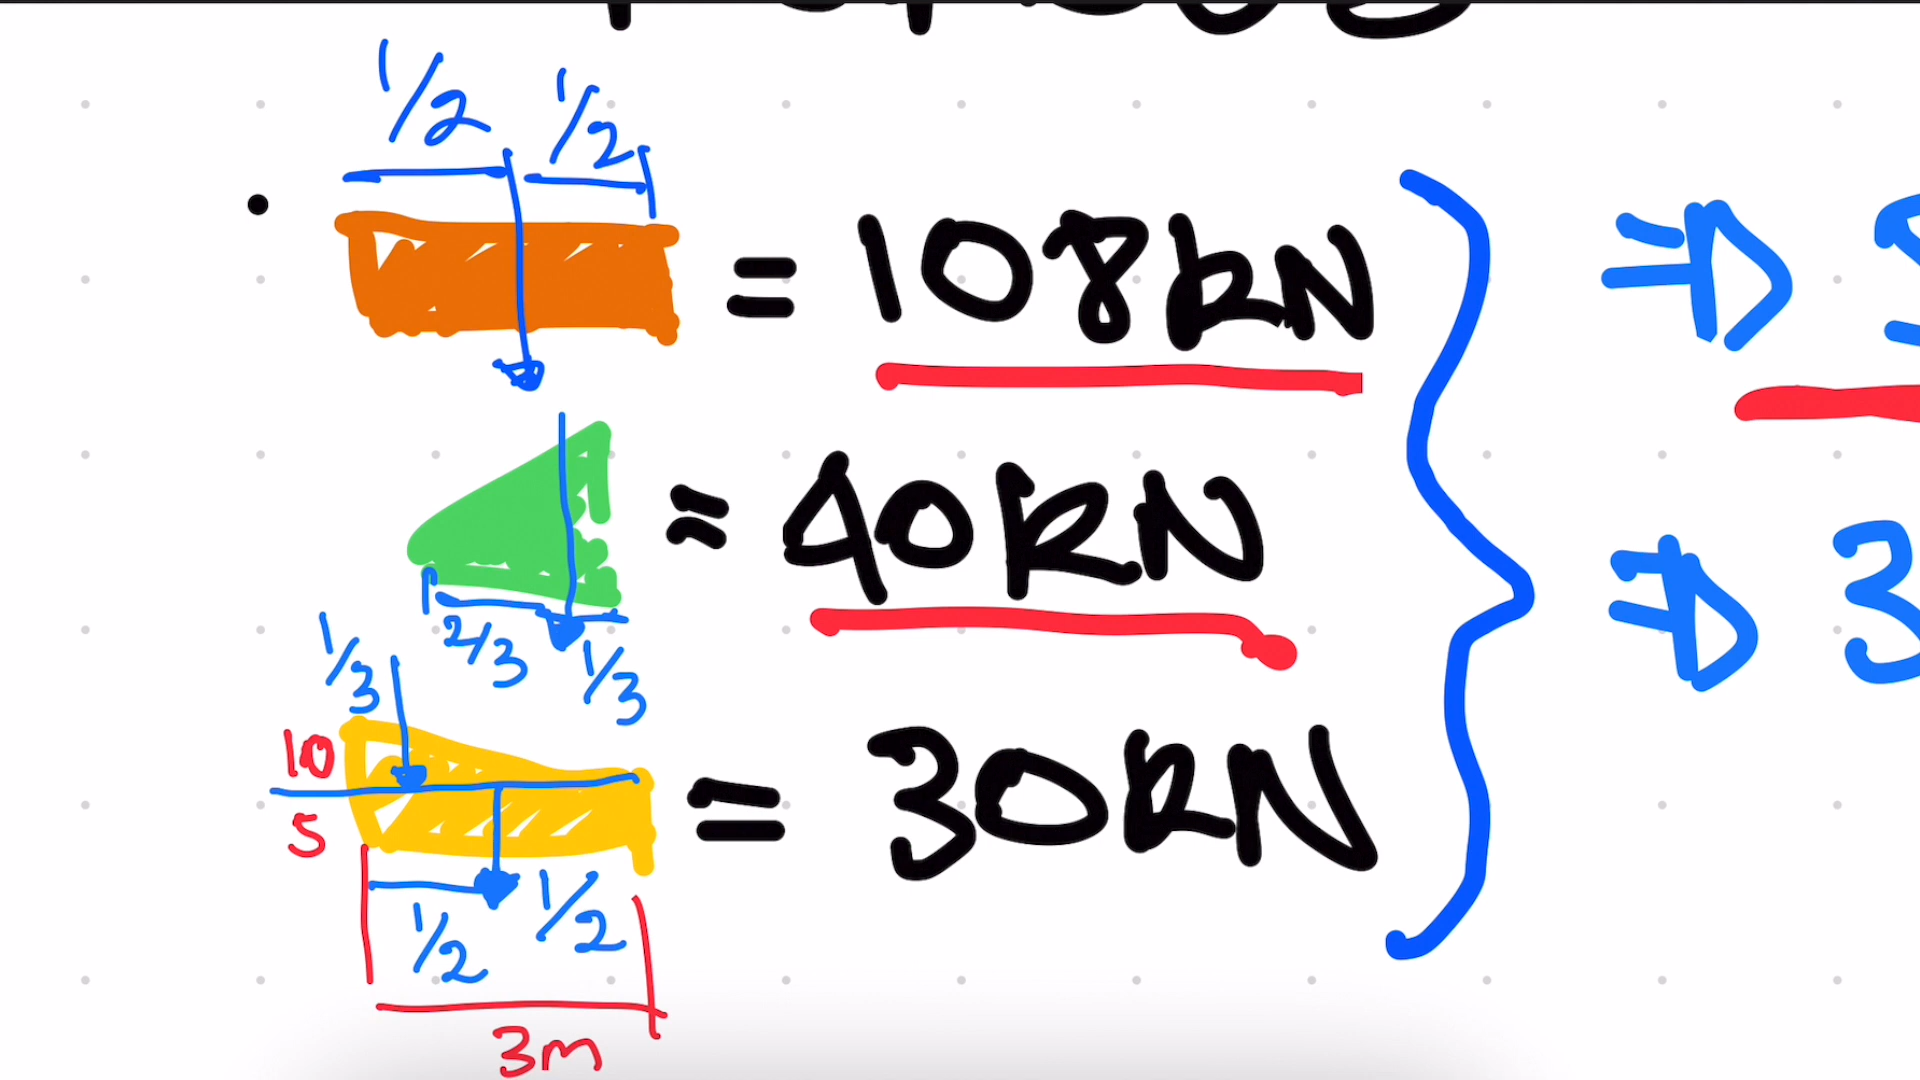 1/2 1/2
= 108kN
≈ 40kN
2/3 1/3
1/3
10
5
= 30kN
1/2 1/2
3m
⇒
⇒ 3